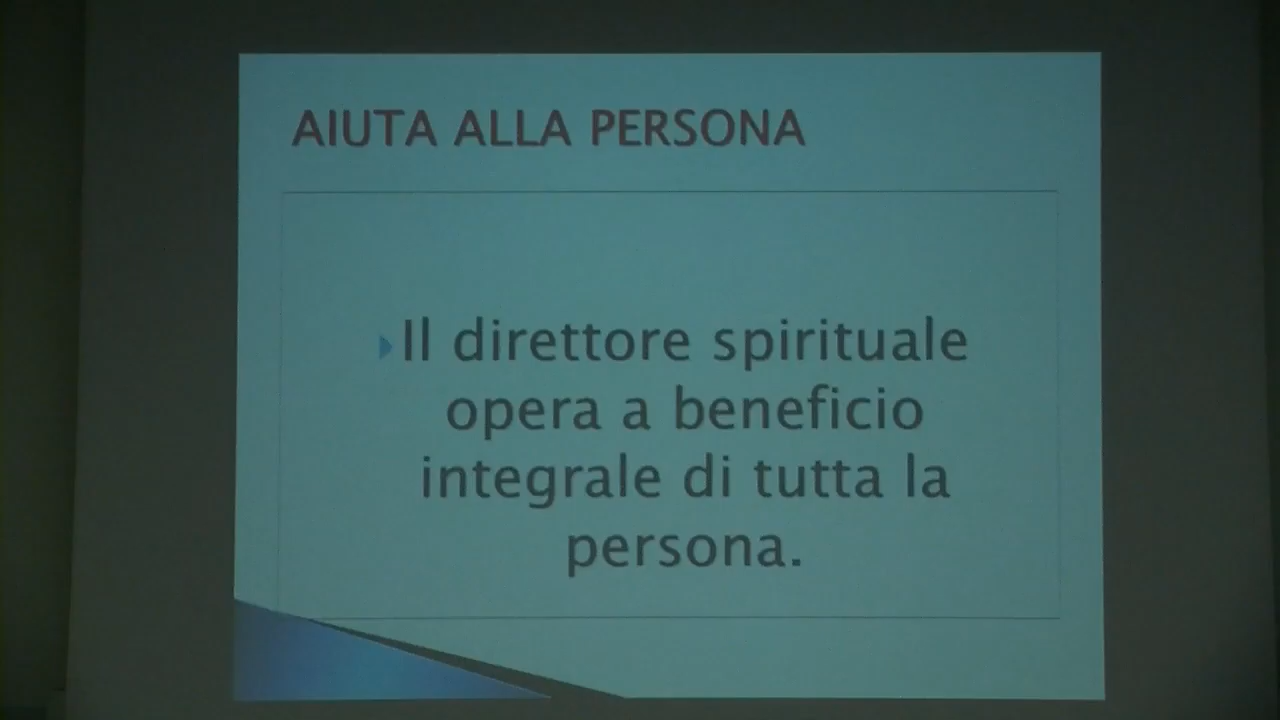 AIUTA ALLA PERSONA
Il direttore spirituale
opera a beneficio
integrale di tutta la
persona.